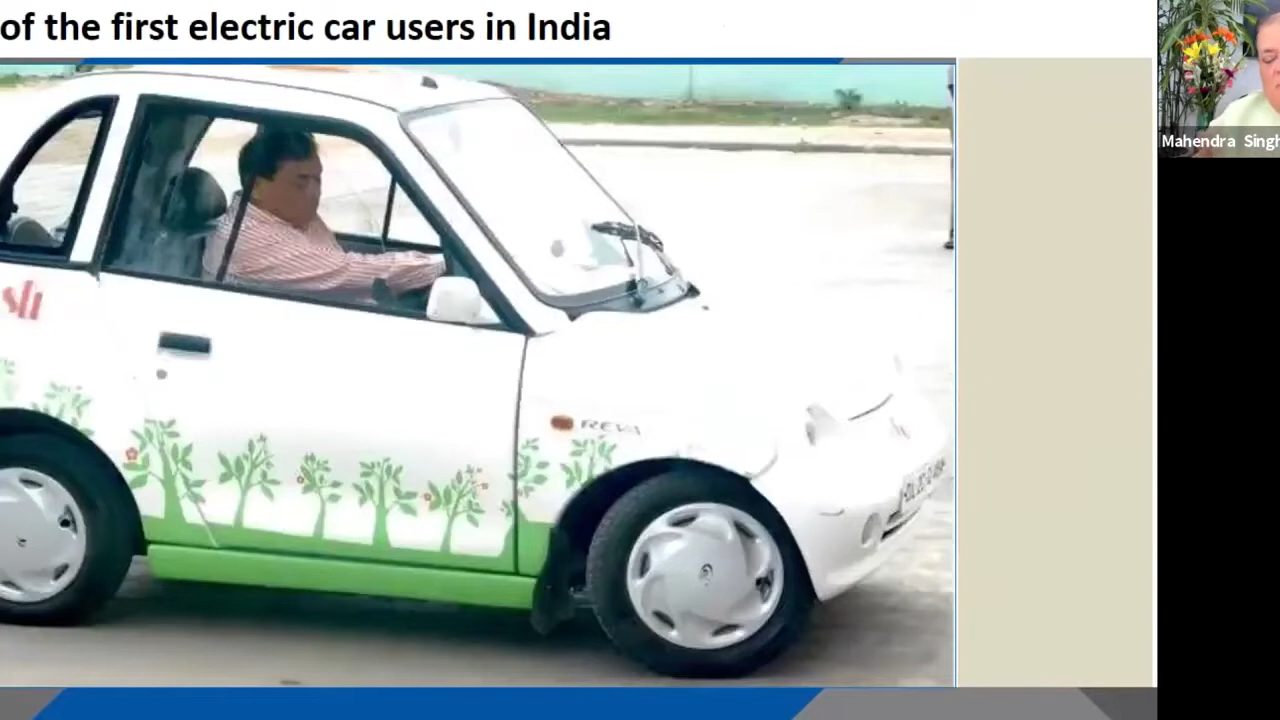 of the first electric car users in India
Mahendra Singh
REVA